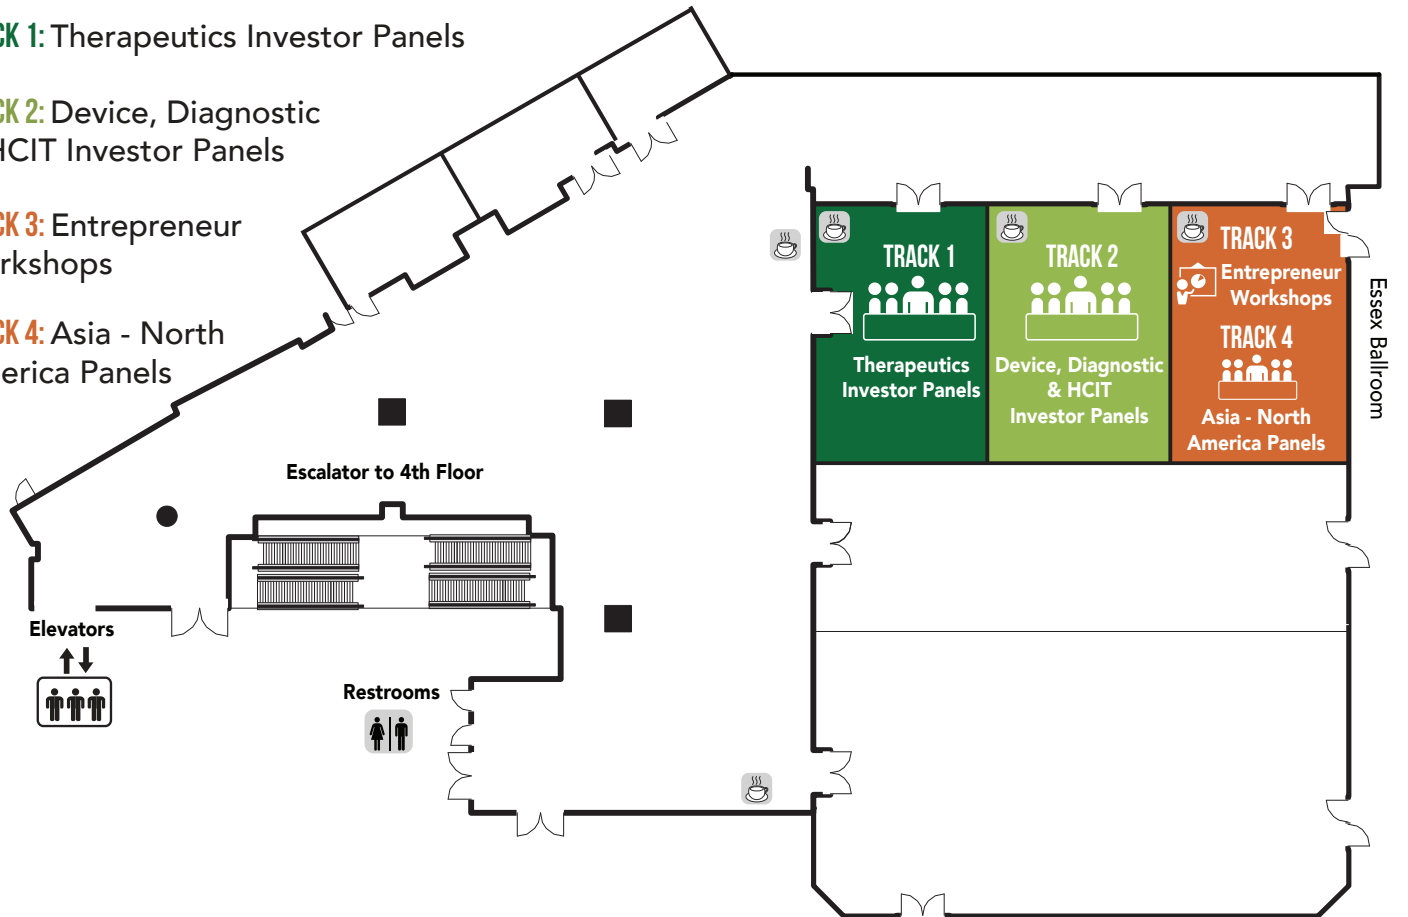 CK 1: Therapeutics Investor Panels
CK 2: Device, Diagnostic
HCIT Investor Panels
CK 3: Entrepreneur
rkshops
CK 4: Asia - North
erica Panels
TRACK 1
Therapeutics
Investor Panels
TRACK 2
Device, Diagnostic
& HCIT
Investor Panels
TRACK 3
Entrepreneur
Workshops
TRACK 4
Asia - North
America Panels
Essex Ballroom
Escalator to 4th Floor
Elevators
Restrooms